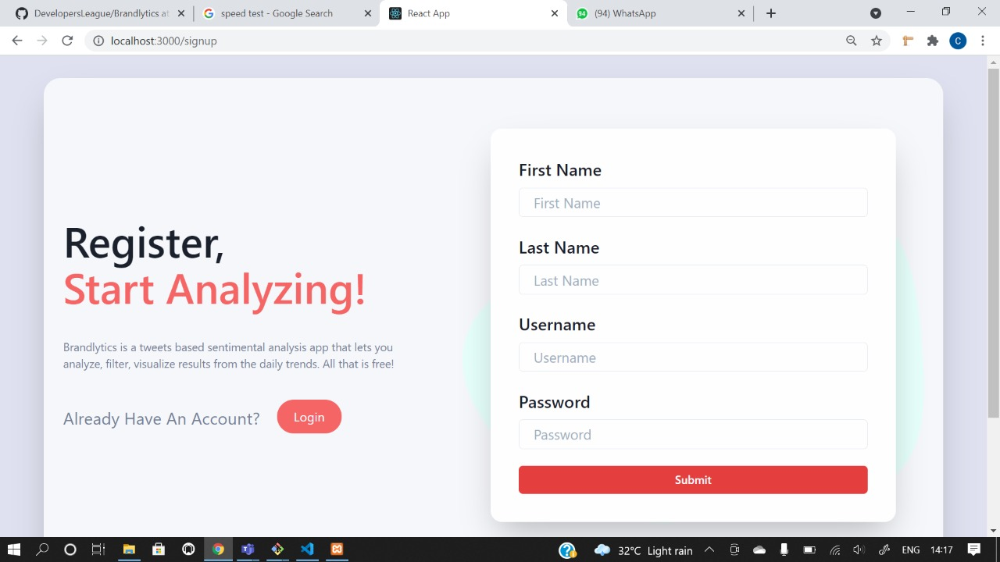 DevelopersLeague/Brandlytics at
speed test - Google Search
React App
94
(94) WhatsApp
localhost:3000/signup
C
Register,
Start Analyzing!
Brandlytics is a tweets based sentimental analysis app that lets you
analyze, filter, visualize results from the daily trends. All that is free!
Already Have An Account?
Login
First Name
First Name
Last Name
Last Name
Username
Username
Password
Password
Submit
32°C Light rain
ENG
14:17